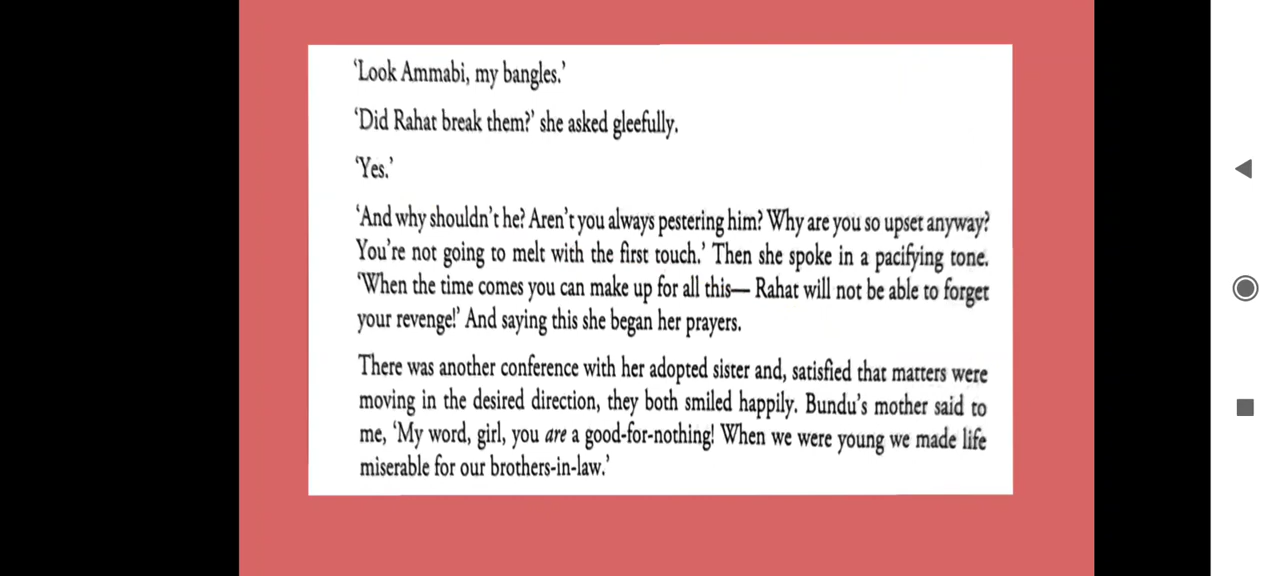 ‘Look Ammabi, my bangles.’
‘Did Rahat break them?’ she asked gleefully.
‘Yes.’
‘And why shouldn’t he? Aren’t you always pestering him? Why are you so upset anyway?
You’re not going to melt with the first touch.’ Then she spoke in a pacifying tone.
‘When the time comes you can make up for all this— Rahat will not be able to forget
your revenge!’ And saying this she began her prayers.
There was another conference with her adopted sister and, satisfied that matters were
moving in the desired direction, they both smiled happily. Bundu’s mother said to
me, ‘My word, girl, you are a good-for-nothing! When we were young we made life
miserable for our brothers-in-law.’